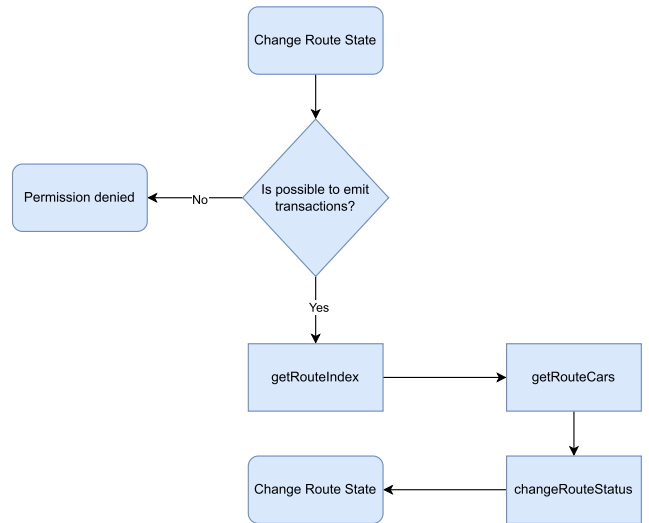 Change Route State
Is possible to emit
transactions?
Permission denied
No
Yes
getRouteIndex
getRouteCars
Change Route State
changeRouteStatus